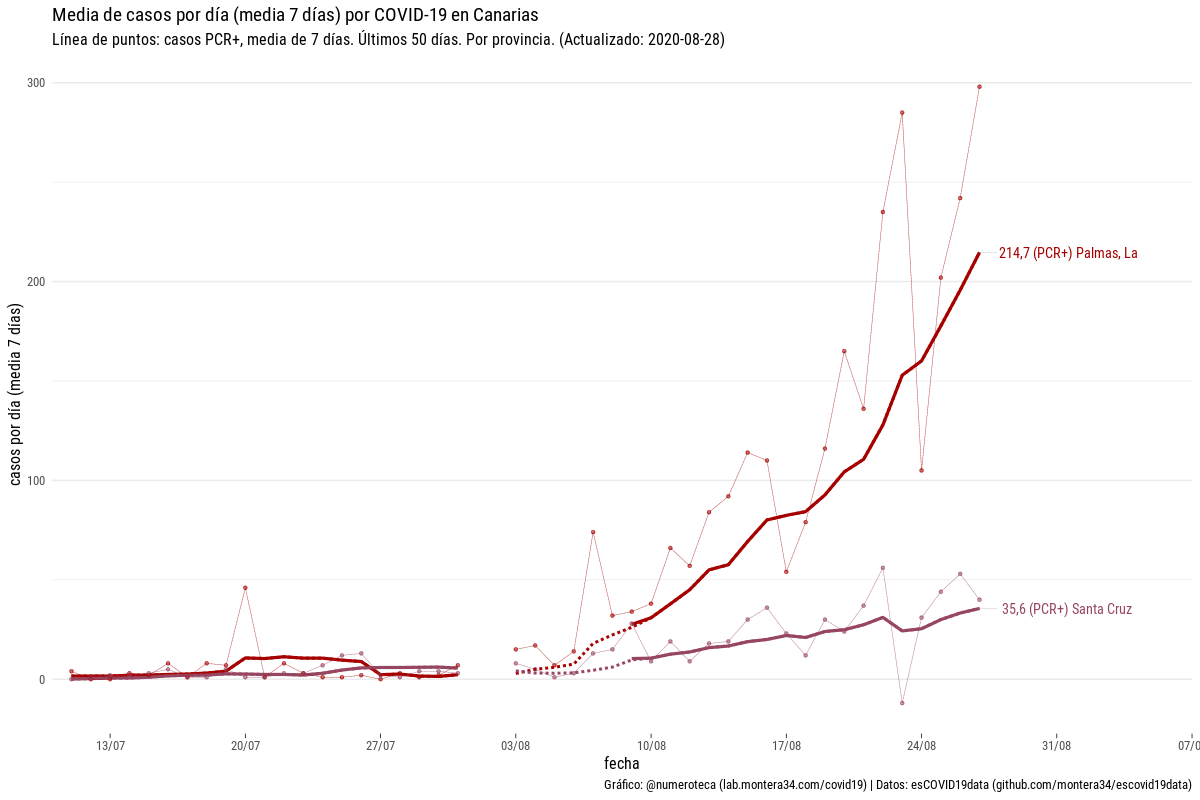 Media de casos por día (media 7 días) por COVID-19 en Canarias
Línea de puntos: casos PCR+, media de 7 días. Últimos 50 días. Por provincia. (Actualizado: 2020-08-28)
casos por día (media 7 días)
300
200
100
0
214,7 (PCR+) Palmas, La
35,6 (PCR+) Santa Cruz
13/07 20/07 27/07 03/08 10/08 17/08 24/08 31/08 07/0
fecha
Gráfico: @numeroteca (lab.montera34.com/covid19) | Datos: esCOVID19data (github.com/montera34/escovid19data)